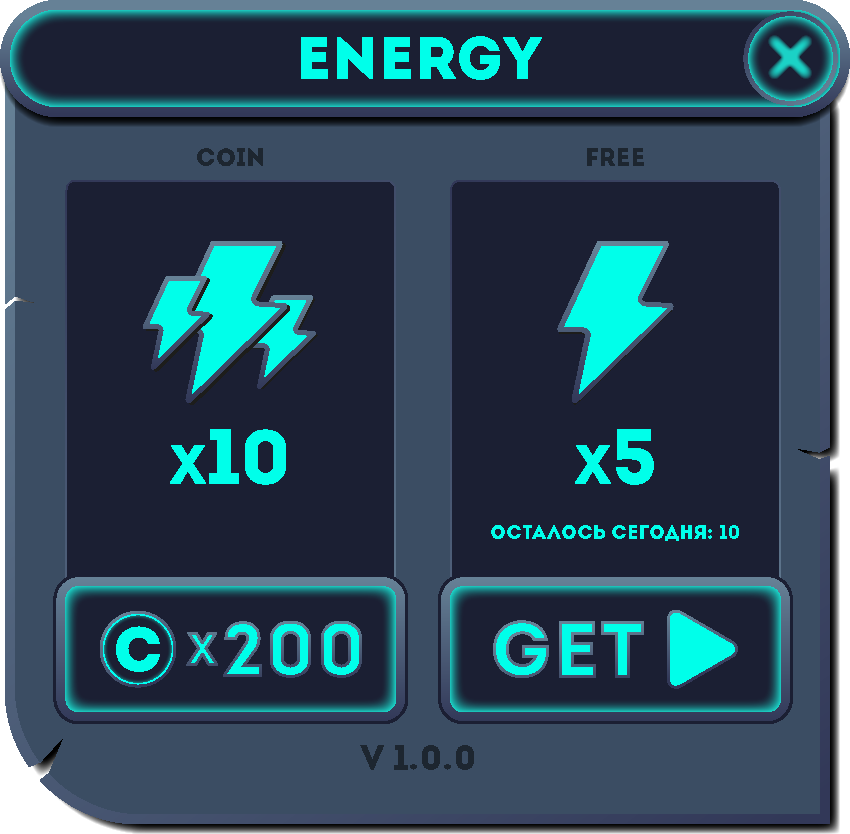 ENERGY
COIN
FREE
x10
x5
ОСТАЛОСЬ СЕГОДНЯ: 10
C x200
GET
V 1.0.0